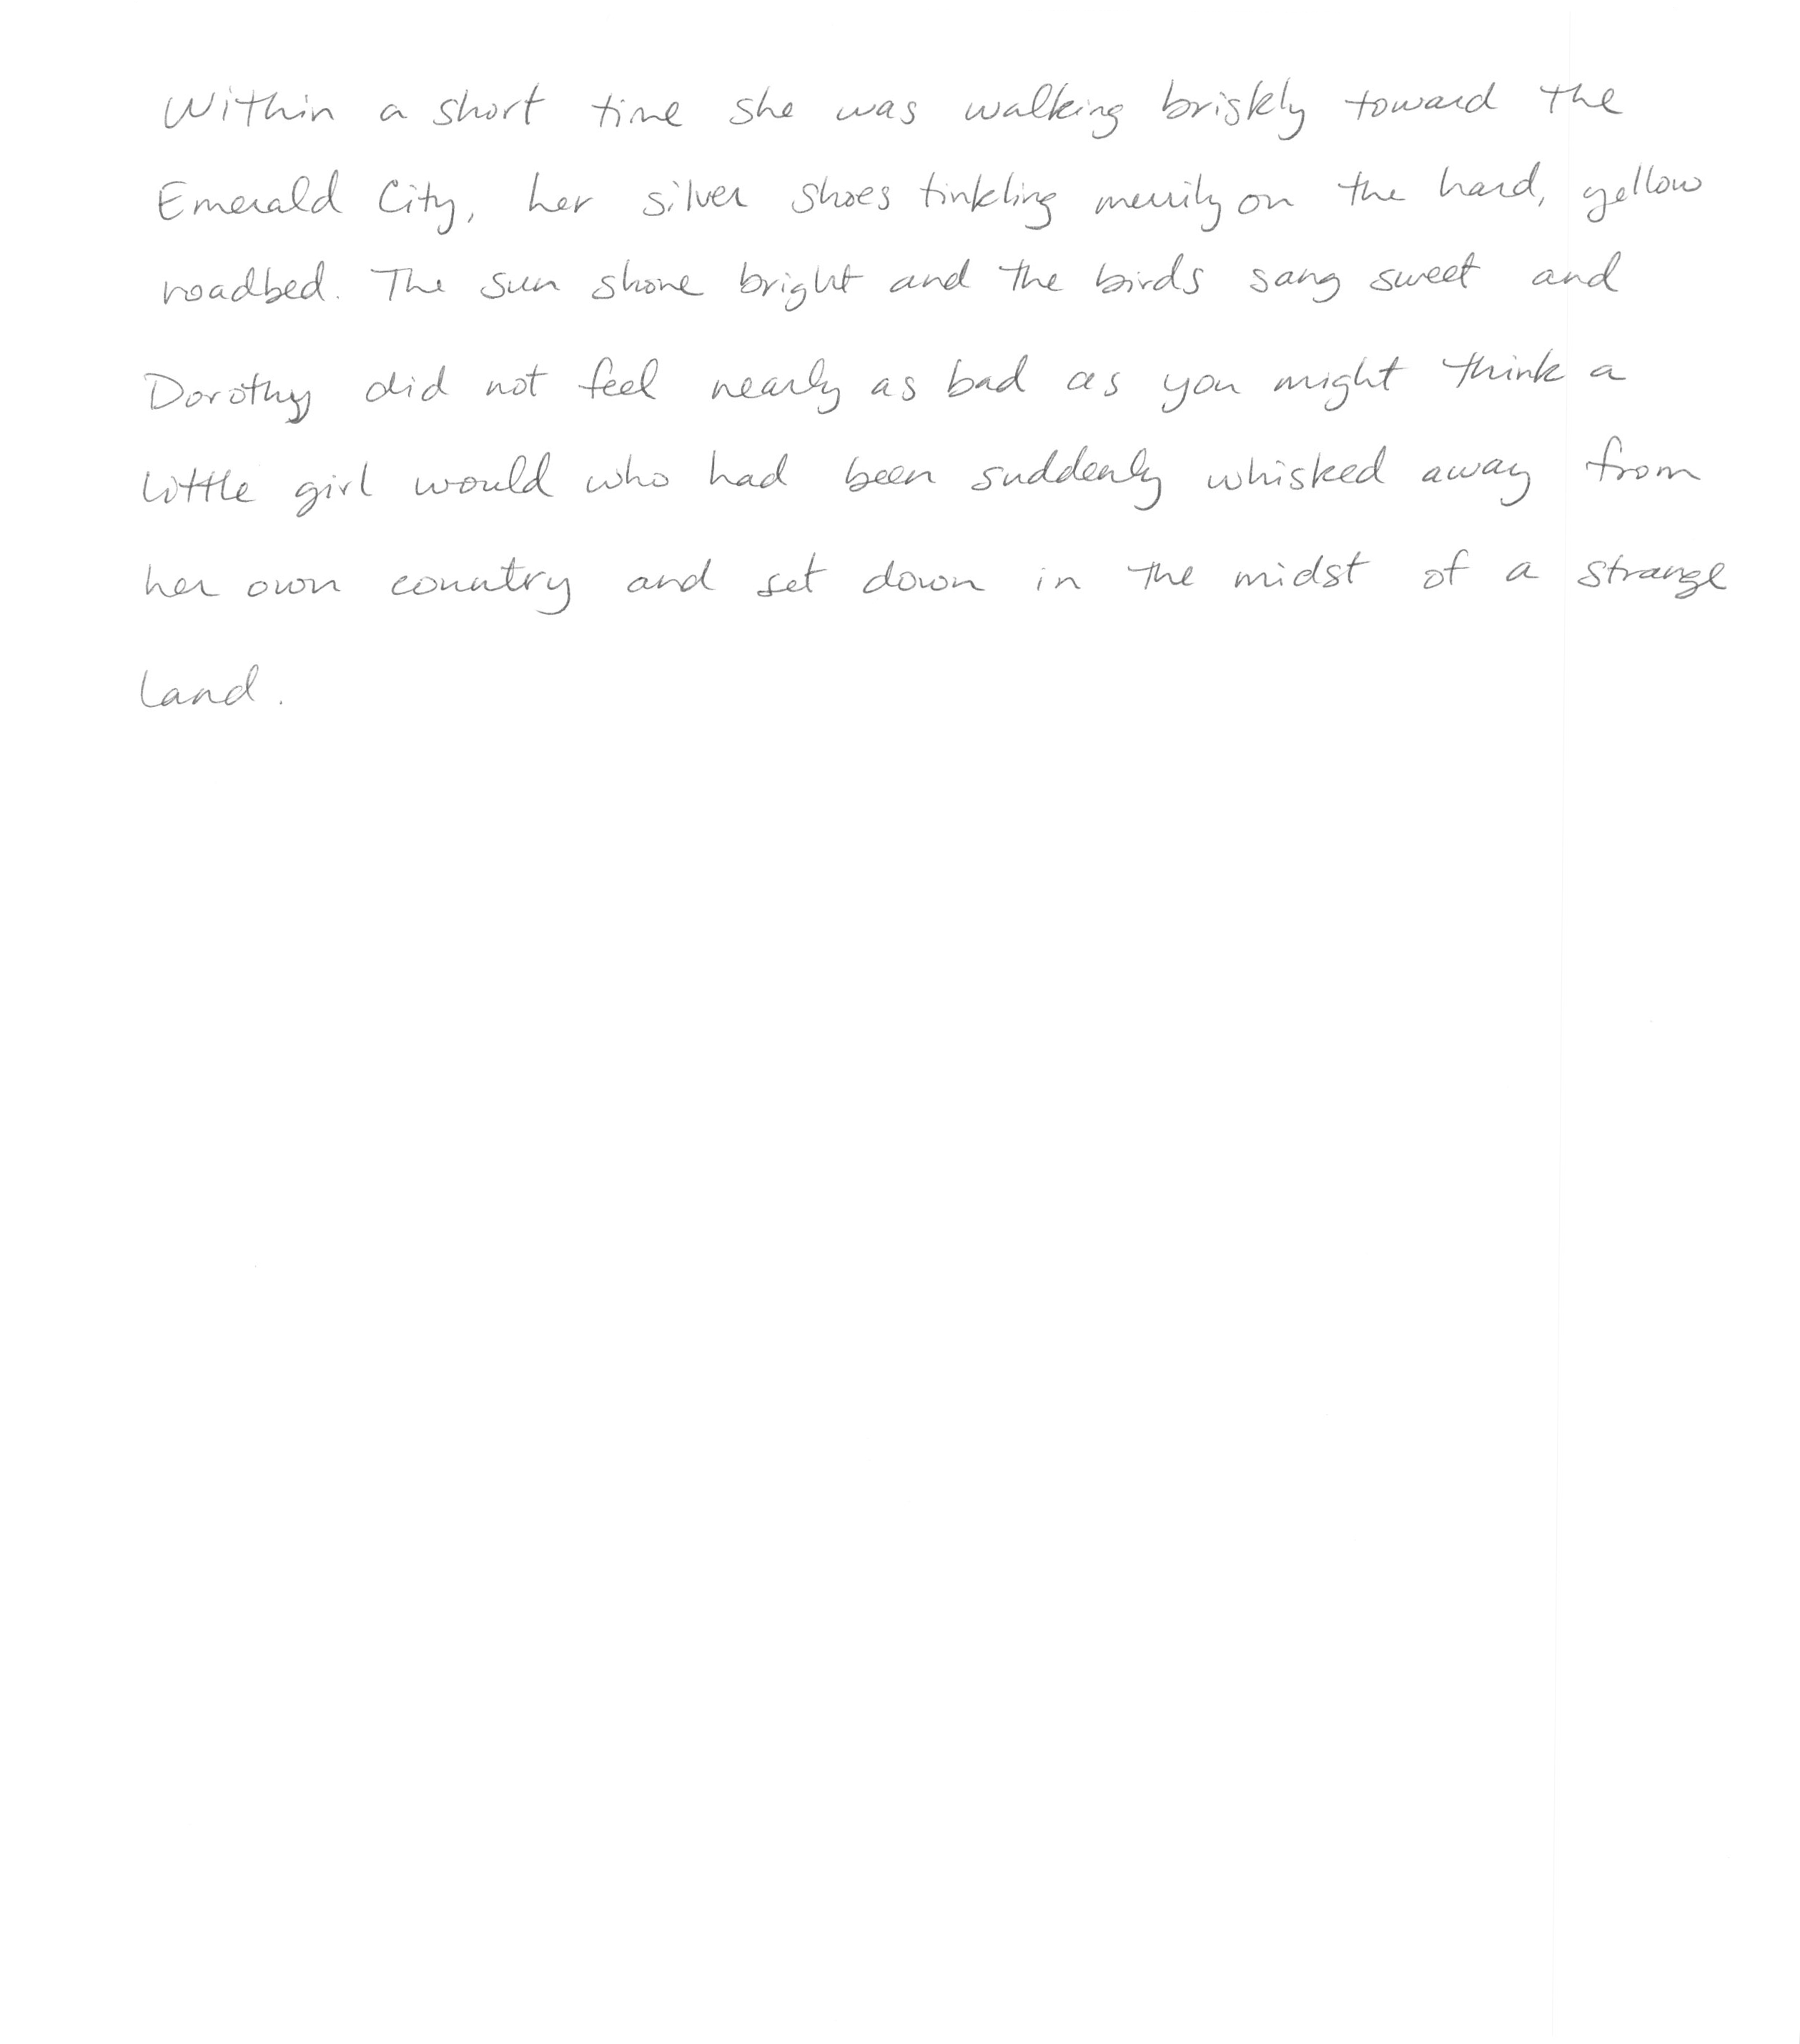 Within a short time she was walking briskly toward the
Emerald City, her silver shoes tinkling merrily on the hard, yellow
roadbed. The sun shone bright and the birds sang sweet and
Dorothy did not feel nearly as bad as you might think a
little girl would who had been suddenly whisked away from
her own country and set down in the midst of a strange
land.